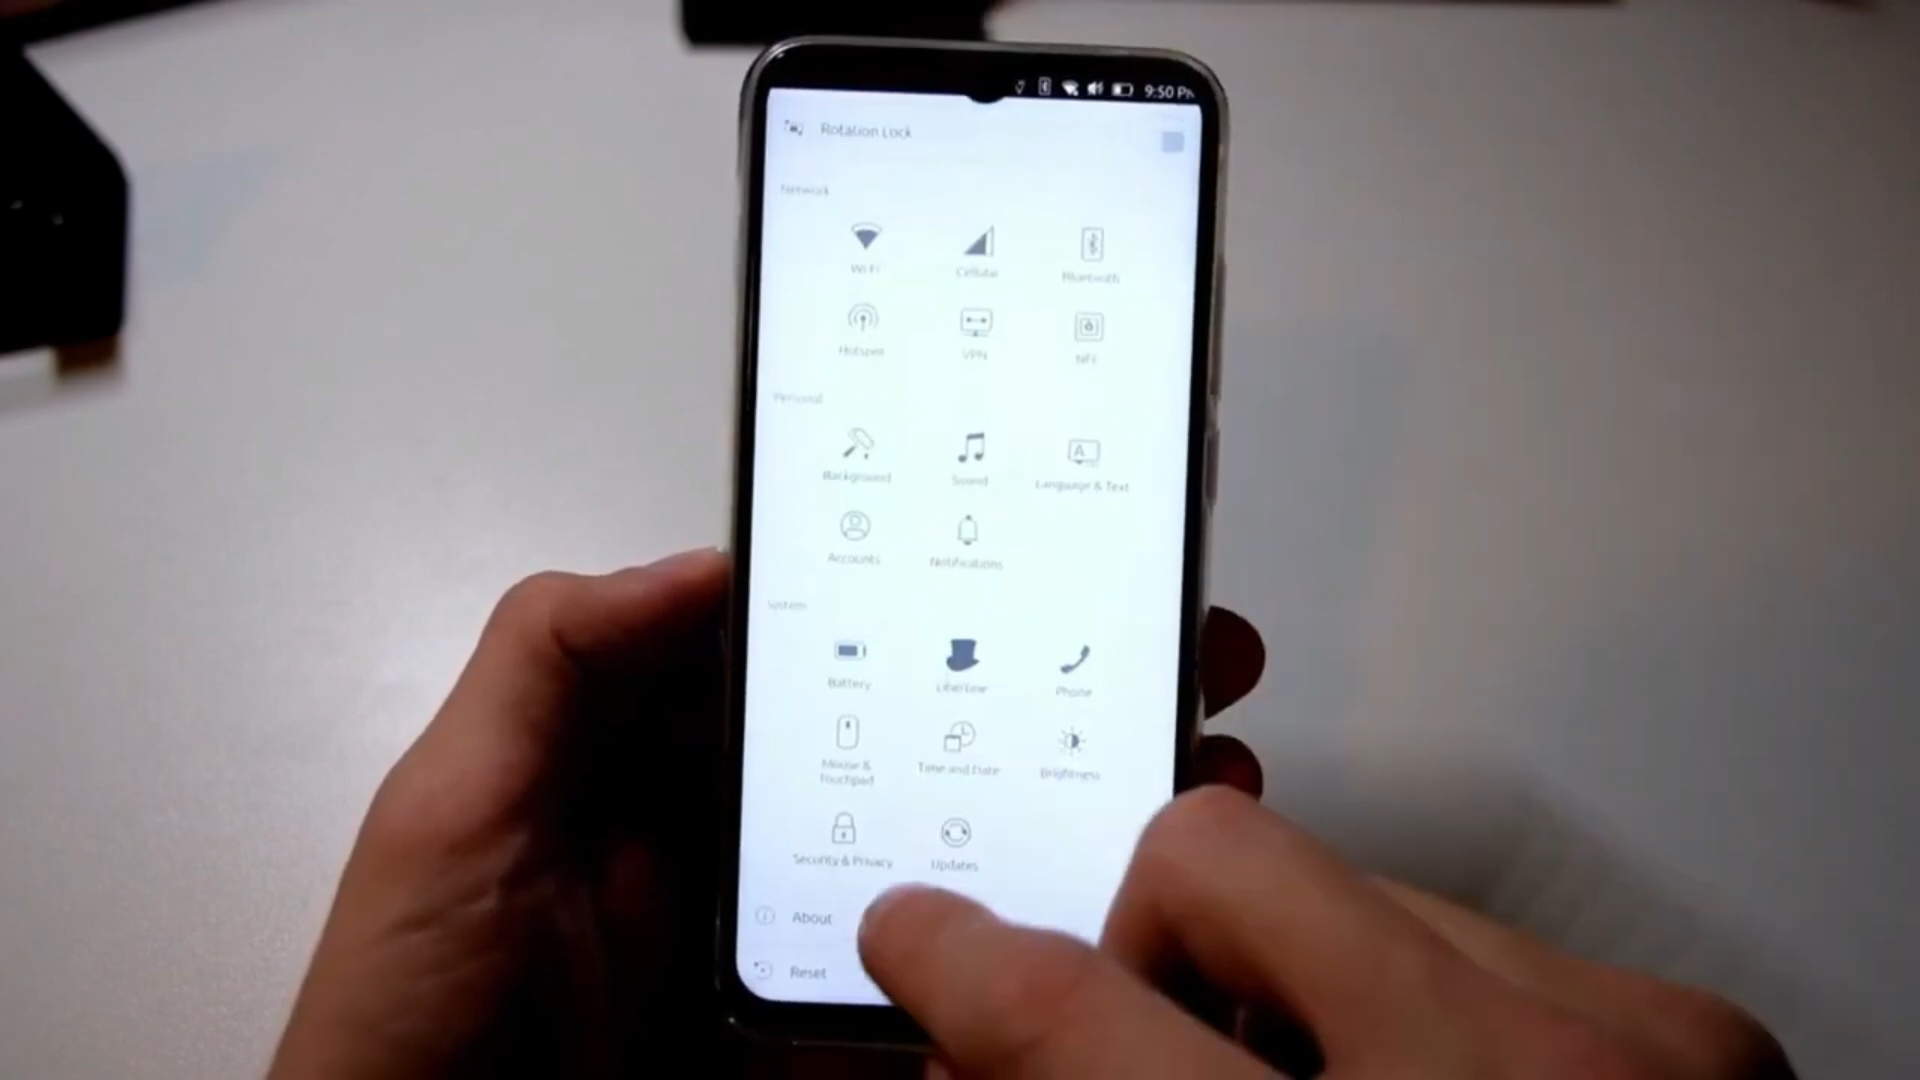 9:50 PM
Rotation Lock
Network
Wi-Fi
Cellular
Bluetooth
Hotspot
VPN
NFC
Personal
Background
Sound
Language & Text
Accounts
Notifications
System
Battery
Libertine
Phone
Mouse &
Touchpad
Time and Date
Brightness
Security & Privacy
Updates
About
Reset